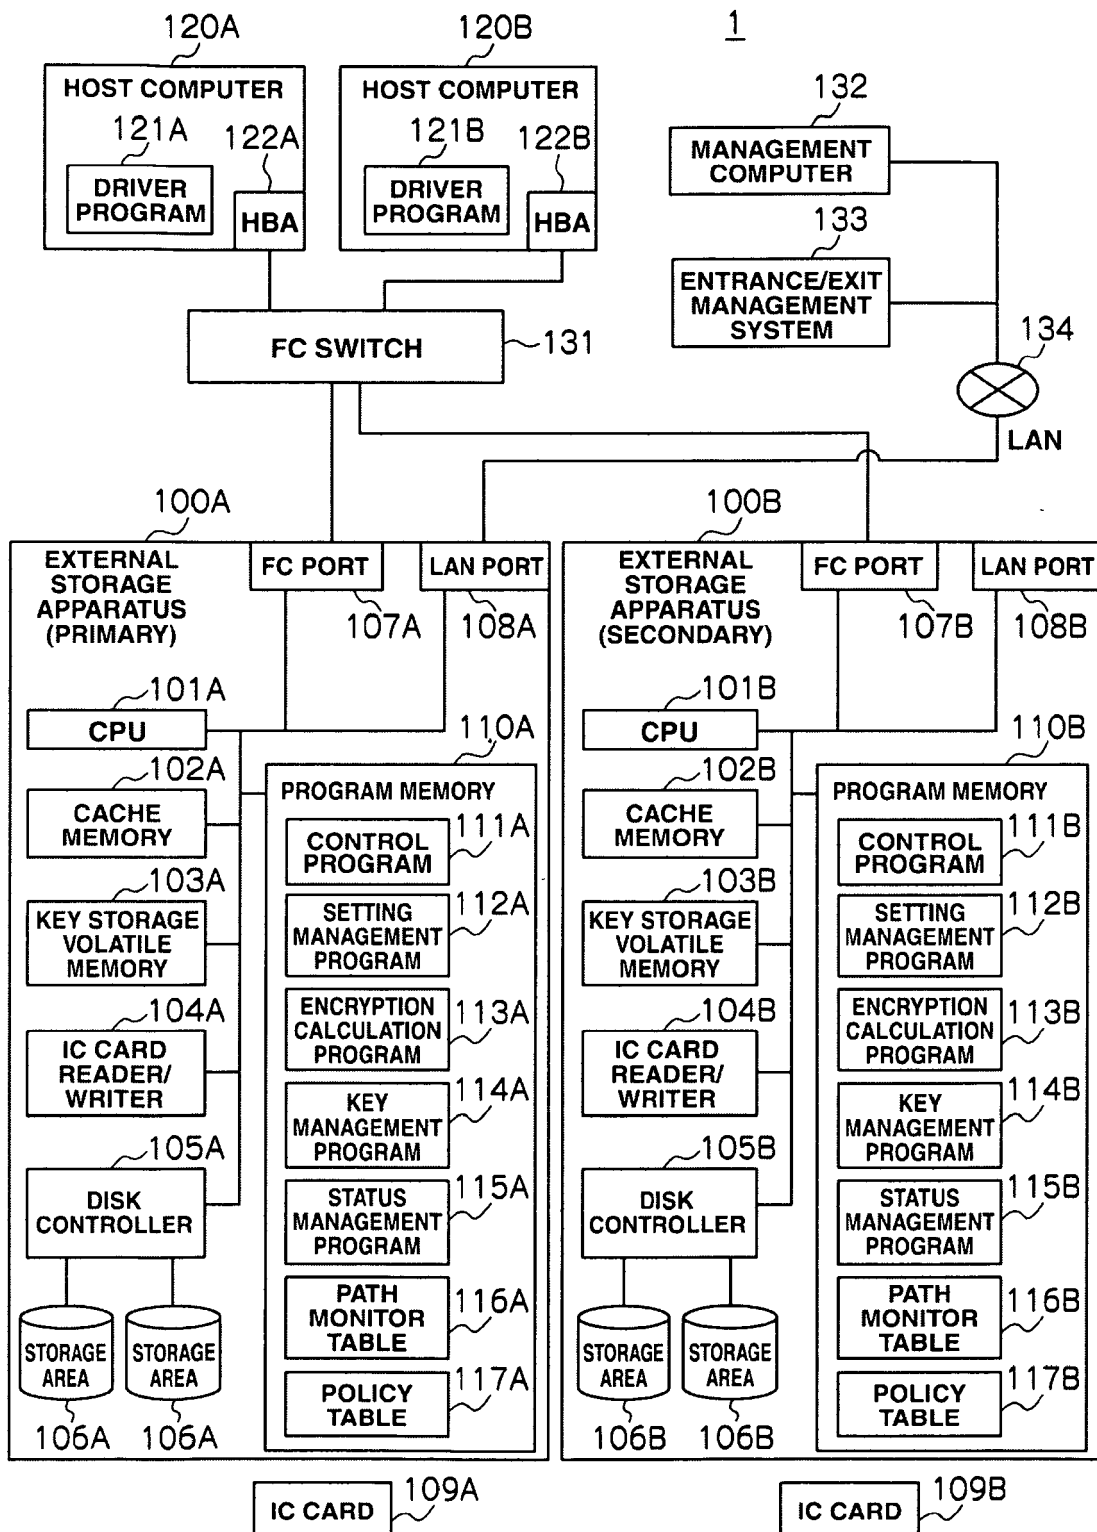 1
120A
HOST COMPUTER
121A
122A
DRIVER
PROGRAM
HBA
120B
HOST COMPUTER
121B
122B
DRIVER
PROGRAM
HBA
132
MANAGEMENT
COMPUTER
133
ENTRANCE/EXIT
MANAGEMENT
SYSTEM
FC SWITCH
131
134
LAN
100A
EXTERNAL
STORAGE
APPARATUS
(PRIMARY)
FC PORT
107A
LAN PORT
108A
101A
CPU
102A
CACHE
MEMORY
103A
KEY STORAGE
VOLATILE
MEMORY
104A
IC CARD
READER/
WRITER
105A
DISK
CONTROLLER
STORAGE
AREA
106A
STORAGE
AREA
106A
110A
PROGRAM MEMORY
CONTROL
PROGRAM
111A
SETTING
MANAGEMENT
PROGRAM
112A
ENCRYPTION
CALCULATION
PROGRAM
113A
KEY
MANAGEMENT
PROGRAM
114A
STATUS
MANAGEMENT
PROGRAM
115A
PATH
MONITOR
TABLE
116A
POLICY
TABLE
117A
IC CARD
109A
100B
EXTERNAL
STORAGE
APPARATUS
(SECONDARY)
FC PORT
107B
LAN PORT
108B
101B
CPU
102B
CACHE
MEMORY
103B
KEY STORAGE
VOLATILE
MEMORY
104B
IC CARD
READER/
WRITER
105B
DISK
CONTROLLER
STORAGE
AREA
106B
STORAGE
AREA
106B
110B
PROGRAM MEMORY
CONTROL
PROGRAM
111B
SETTING
MANAGEMENT
PROGRAM
112B
ENCRYPTION
CALCULATION
PROGRAM
113B
KEY
MANAGEMENT
PROGRAM
114B
STATUS
MANAGEMENT
PROGRAM
115B
PATH
MONITOR
TABLE
116B
POLICY
TABLE
117B
IC CARD
109B